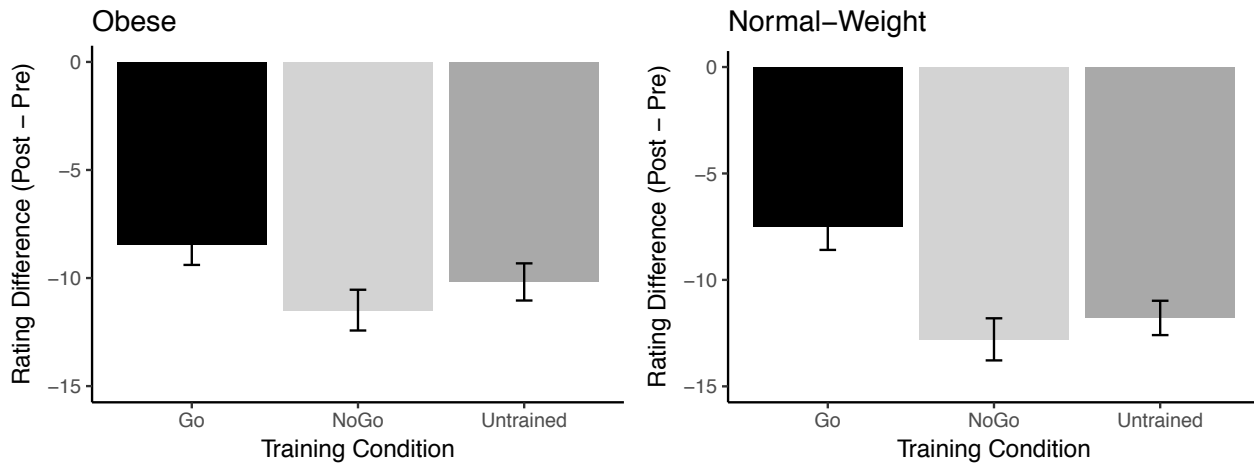 Obese
Rating Difference (Post − Pre)
0
−5
−10
−15
Go
NoGo
Untrained
Training Condition
Normal−Weight
Rating Difference (Post − Pre)
0
−5
−10
−15
Go
NoGo
Untrained
Training Condition